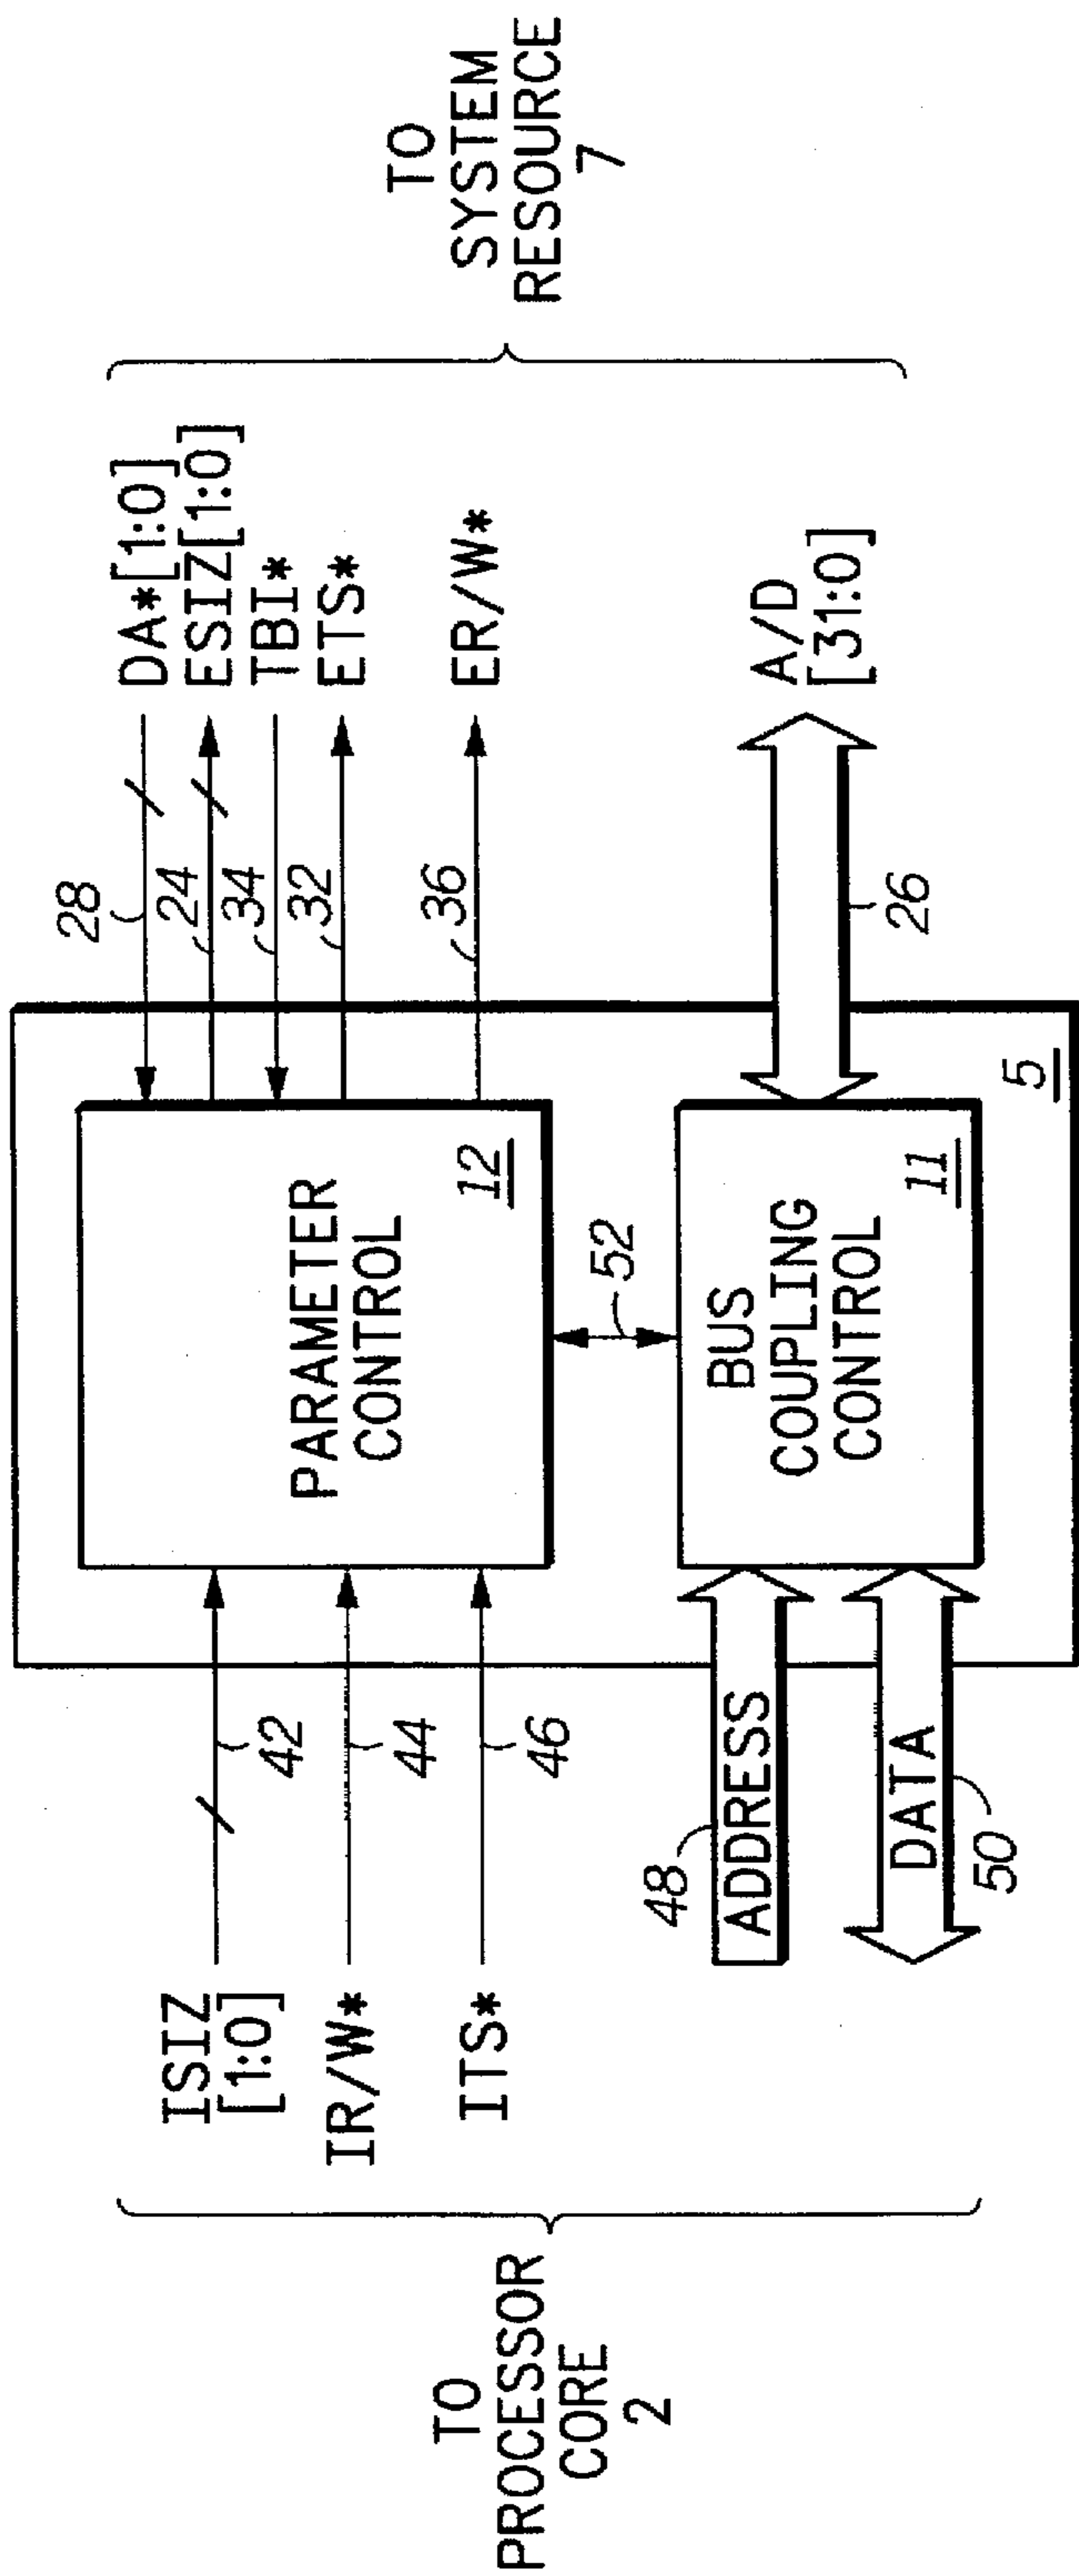 TO
PROCESSOR
CORE
2
ISIZ
[1:0]
IR/W*
ITS*
42
44
46
48
ADDRESS
DATA
50
PARAMETER
CONTROL
12
52
BUS
COUPLING
CONTROL
11
5
28
24
34
32
36
26
DA*[1:0]
ESIZ[1:0]
TBI*
ETS*
ER/W*
A/D
[31:0]
TO
SYSTEM
RESOURCE
7